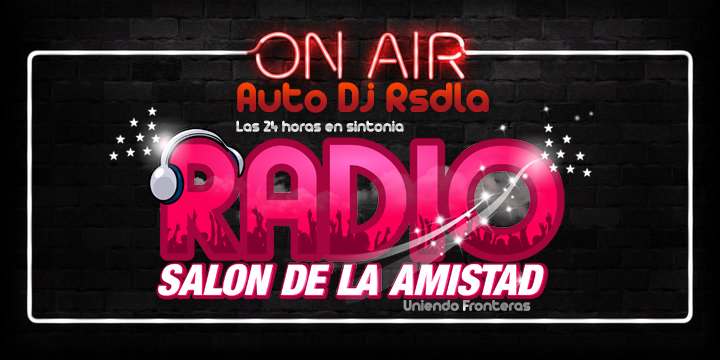 ON AIR
Auto Dj Rsdla
Las 24 horas en sintonia
RADIO
SALON DE LA AMISTAD
Uniendo Fronteras